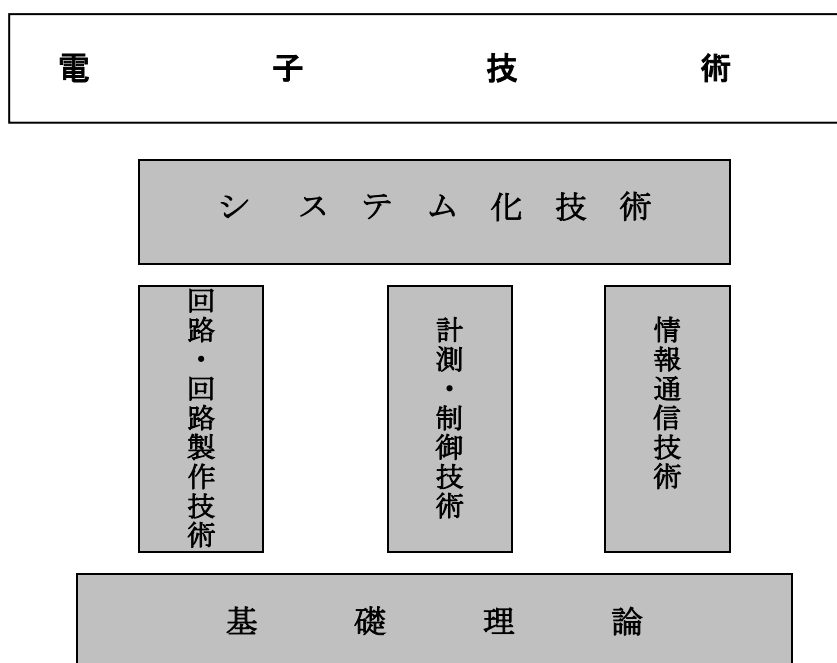 電子技術
システム化技術
回路・回路製作技術
計測・制御技術
情報通信技術
基礎理論